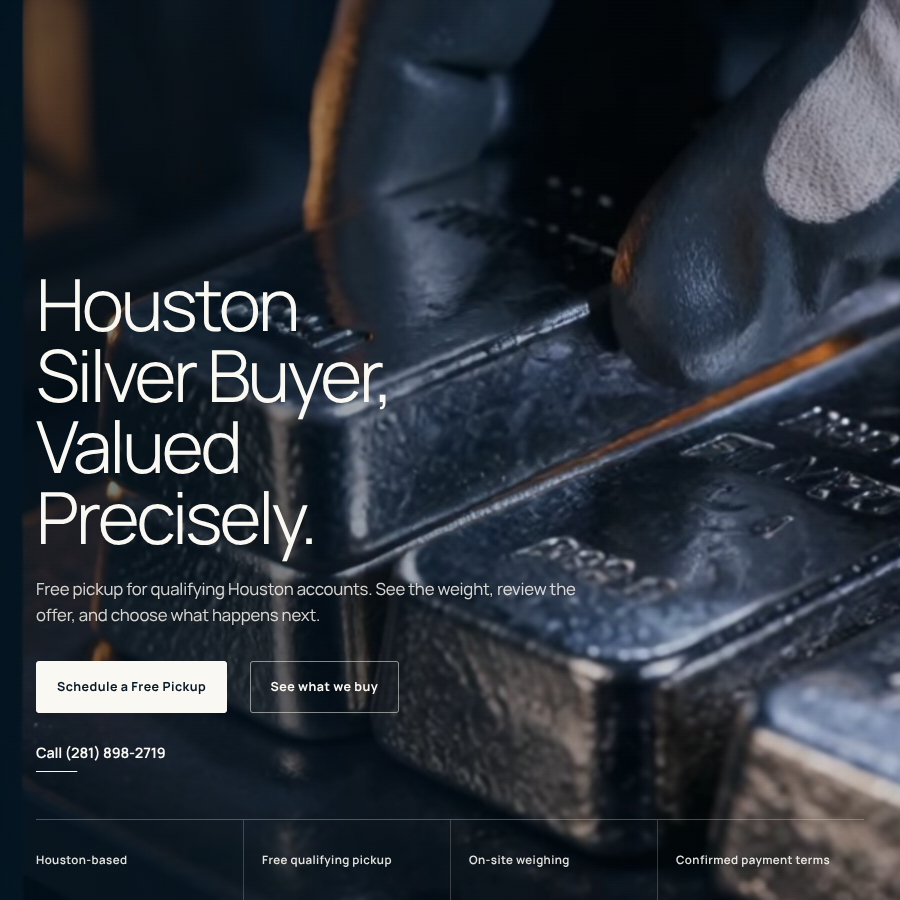 Houston
Silver Buyer,
Valued
Precisely.
Free pickup for qualifying Houston accounts. See the weight, review the
offer, and choose what happens next.
Schedule a Free Pickup
See what we buy
Call (281) 898-2719
Houston-based
Free qualifying pickup
On-site weighing
Confirmed payment terms